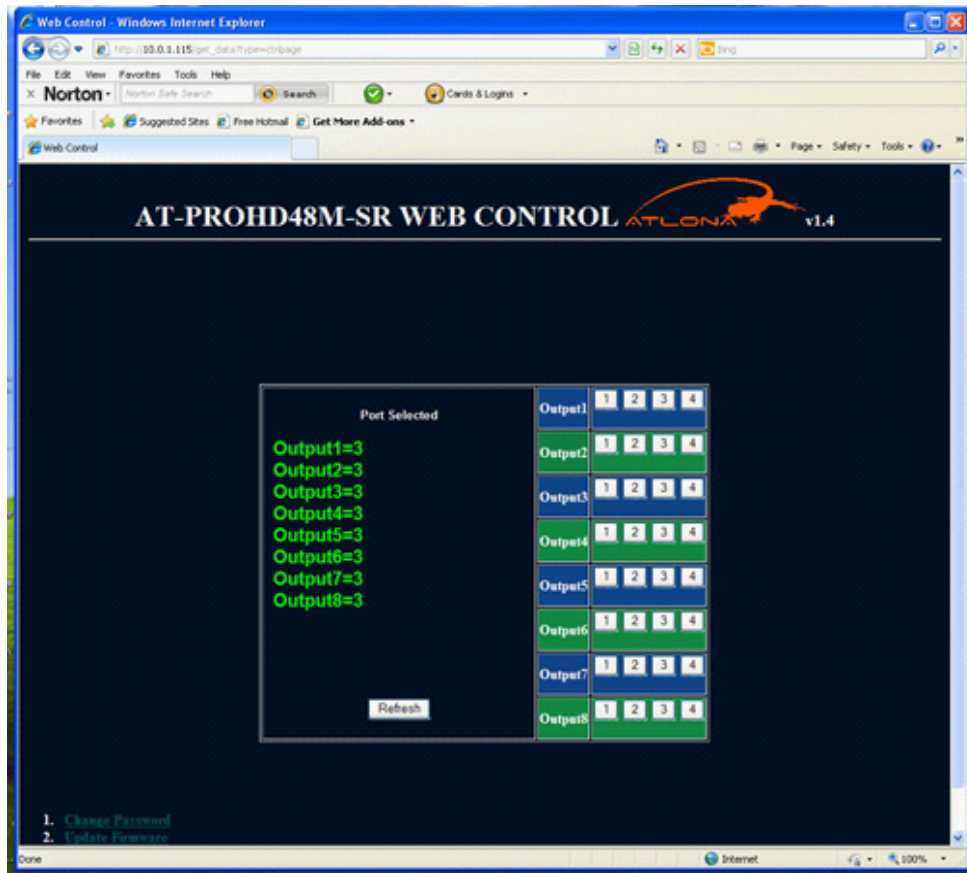 Web Control - Windows Internet Explorer
http://10.0.1.115/get_data?type=ctrlpage
Bing
File Edit View Favorites Tools Help
x Norton Norton Safe Search Search Cards & Logins
Favorites Suggested Sites Free Hotmail Get More Add-ons
Web Control Page Safety Tools
AT-PROHD48M-SR WEB CONTROL ATLONA v1.4
Port Selected
Output1=3
Output2=3
Output3=3
Output4=3
Output5=3
Output6=3
Output7=3
Output8=3
Refresh
Output1 1 2 3 4
Output2 1 2 3 4
Output3 1 2 3 4
Output4 1 2 3 4
Output5 1 2 3 4
Output6 1 2 3 4
Output7 1 2 3 4
Output8 1 2 3 4
1. Change Password
2. Update Firmware
Done Internet 100%